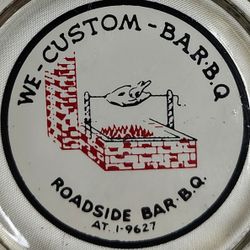 WE-CUSTOM-BAR-B-Q
ROADSIDE BAR-B.Q.
AT. 1-9627